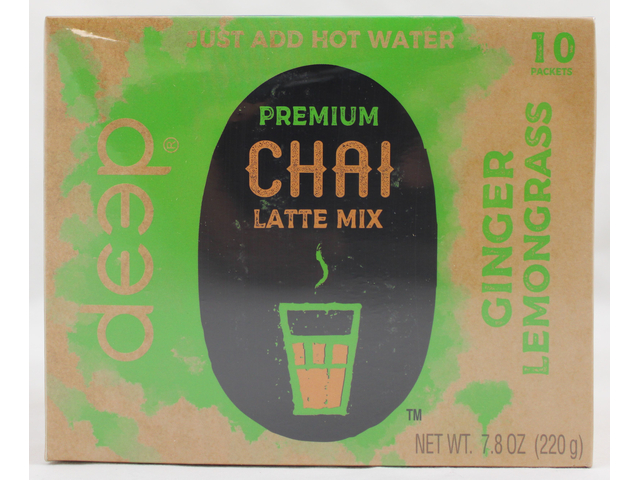 JUST ADD HOT WATER
10
PACKETS
deep
PREMIUM
CHAI
LATTE MIX
GINGER
LEMONGRASS
TM
NET WT. 7.8 OZ (220 g)